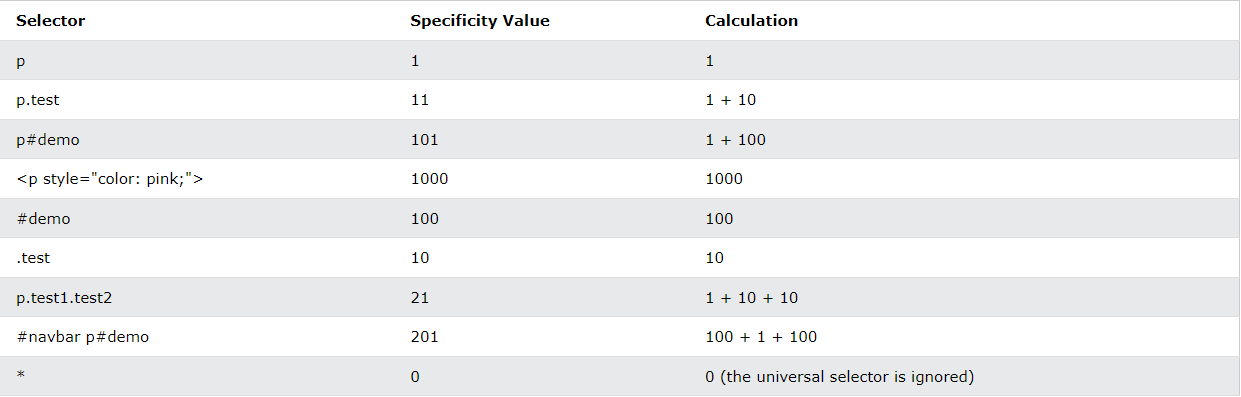 Selector Specificity Value Calculation
p 1 1
p.test 11 1 + 10
p#demo 101 1 + 100
<p style="color: pink;"> 1000 1000
#demo 100 100
.test 10 10
p.test1.test2 21 1 + 10 + 10
#navbar p#demo 201 100 + 1 + 100
* 0 0 (the universal selector is ignored)